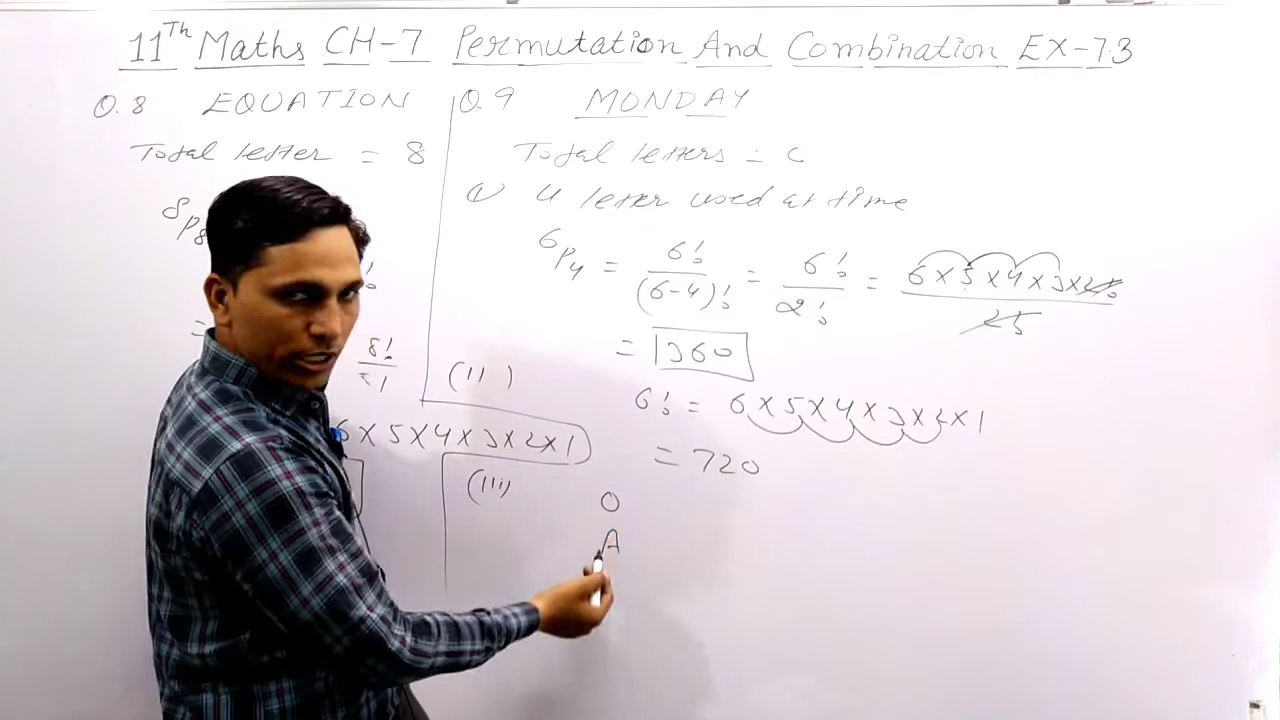 11Th Maths CH-7 Permutation And Combination EX-7.3
Q.8 EQUATION
Total letter = 8
8P8
8!
=
6×5×4×3×2×1
Q.9 MONDAY
Total letters = 6
(i) 4 letter used at time
6P4 = 6!/(6-4)! = 6!/2! = 6×5×4×3×2!/2!
= 360
(ii) 6! = 6×5×4×3×2×1
= 720
(iii) O
A